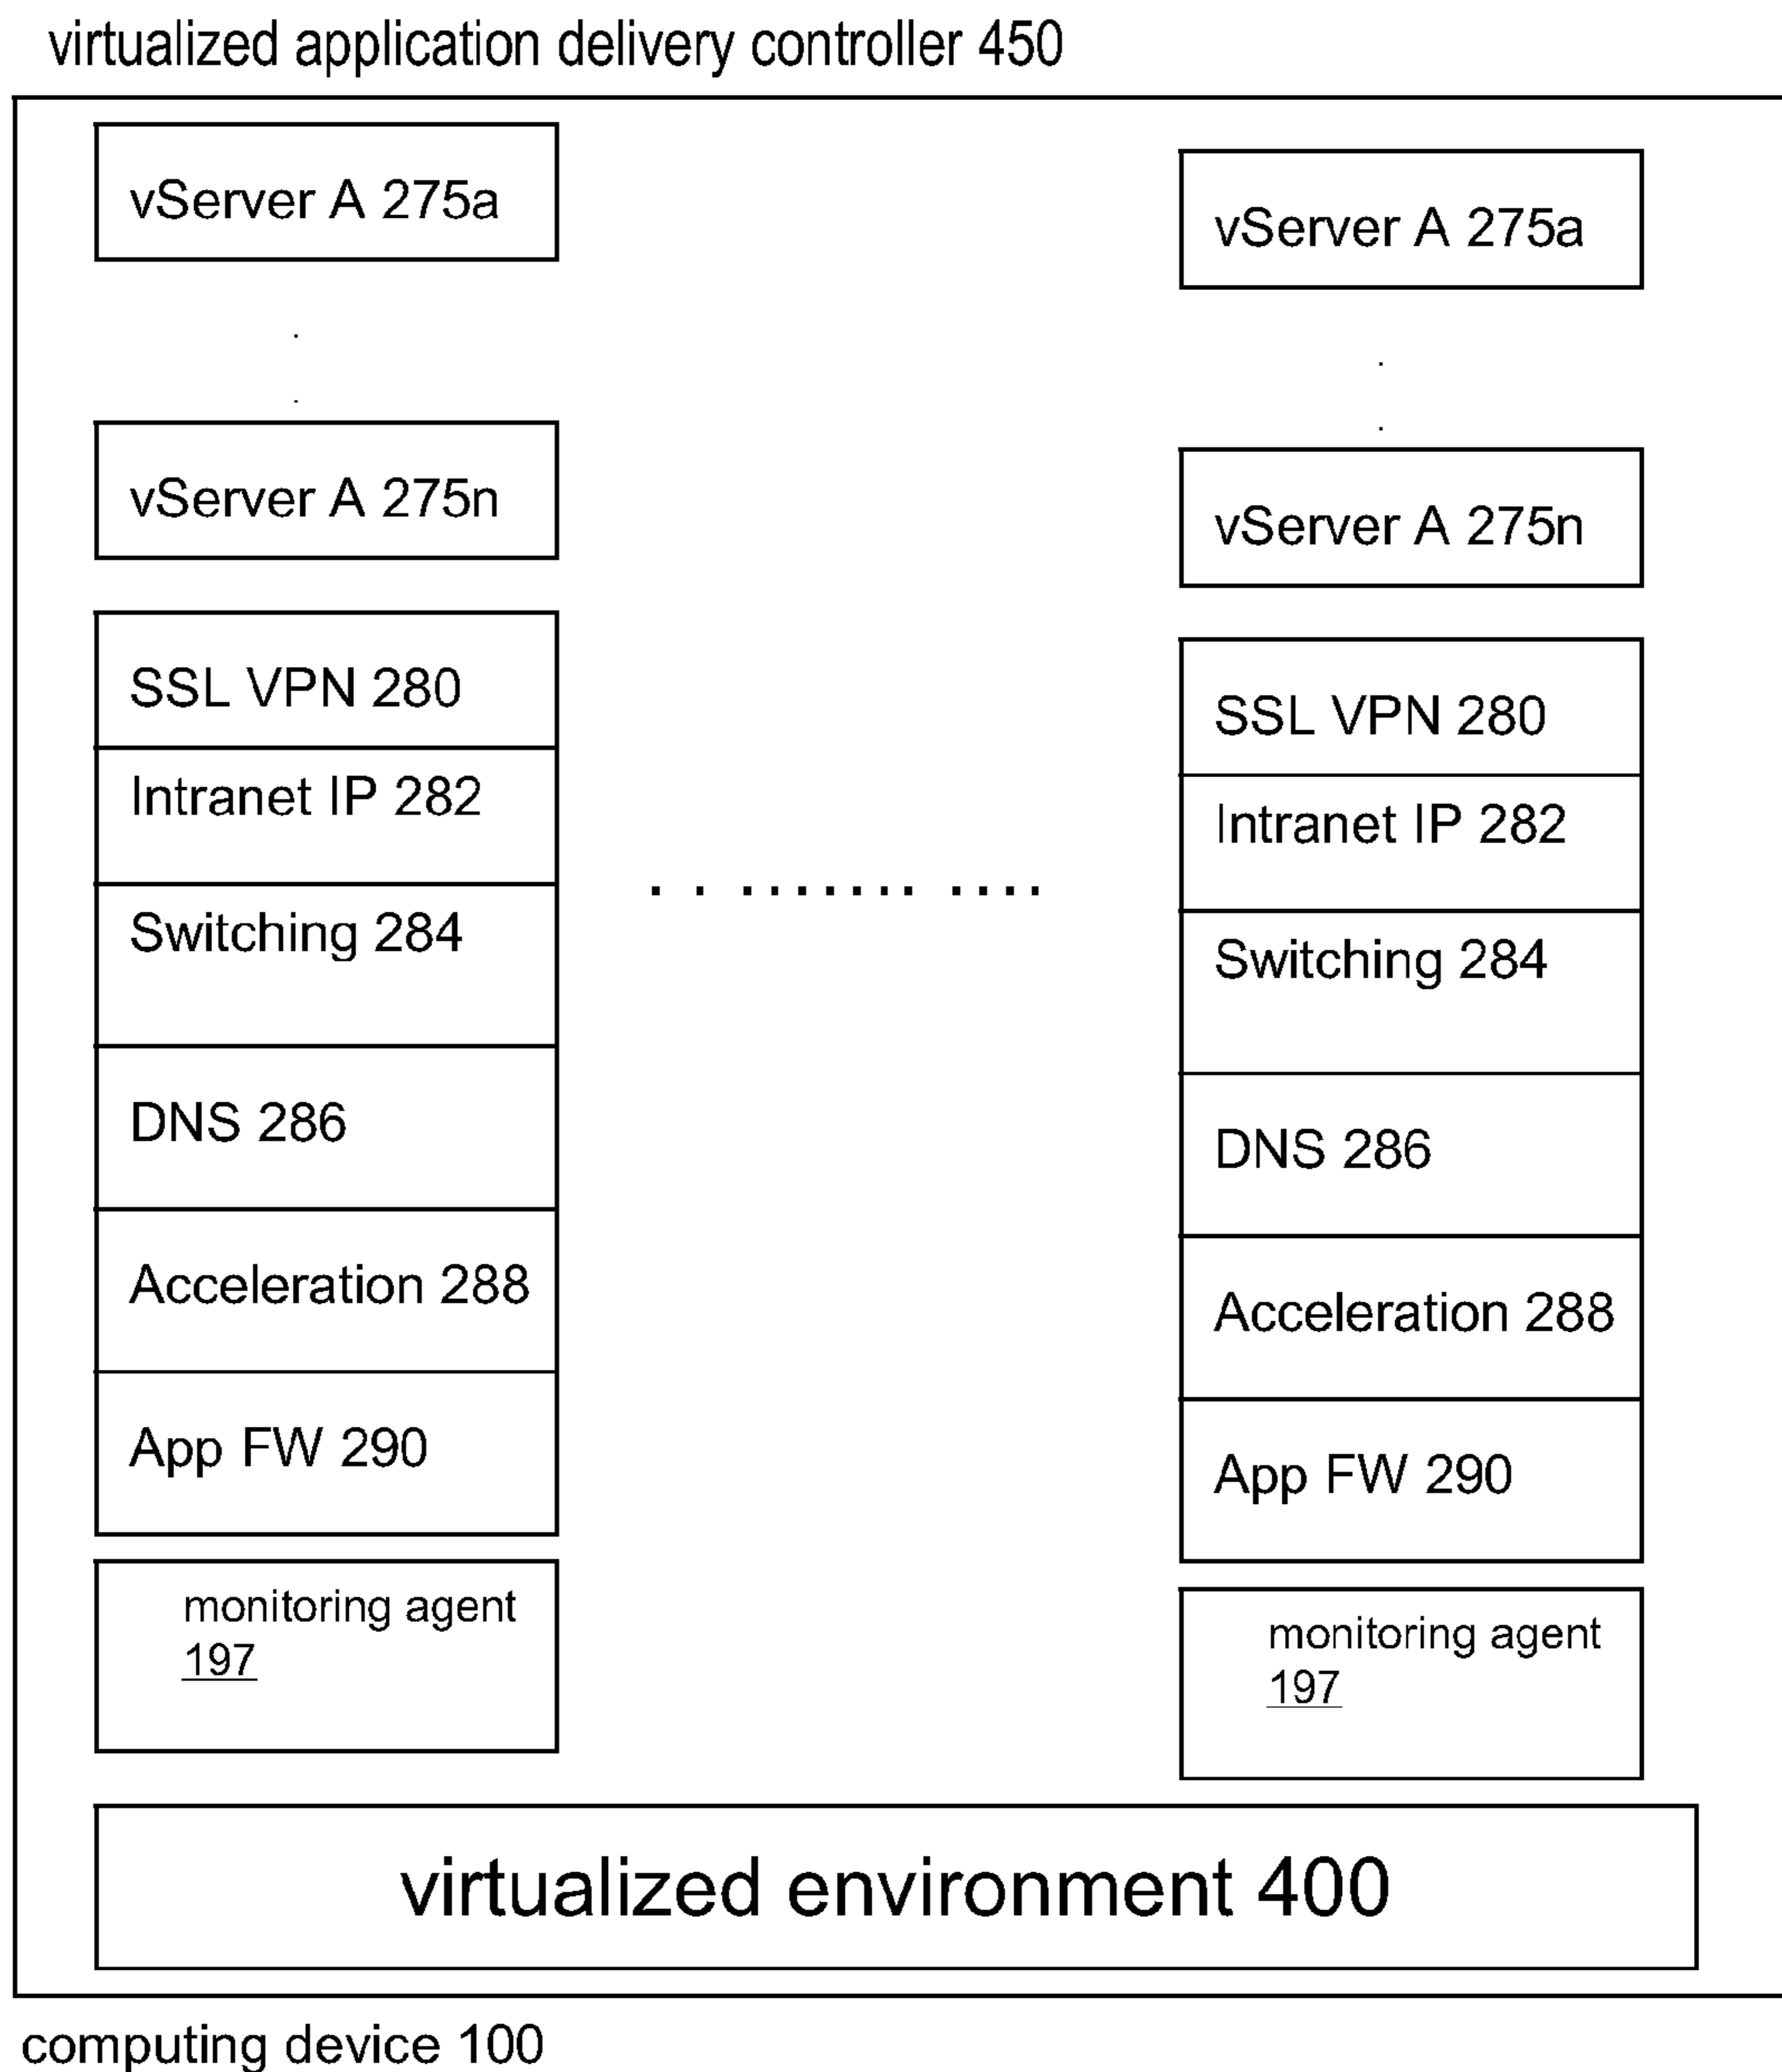 virtualized application delivery controller 450
vServer A 275a
vServer A 275n
SSL VPN 280
Intranet IP 282
Switching 284
DNS 286
Acceleration 288
App FW 290
monitoring agent
197
vServer A 275a
vServer A 275n
SSL VPN 280
Intranet IP 282
Switching 284
DNS 286
Acceleration 288
App FW 290
monitoring agent
197
virtualized environment 400
computing device 100